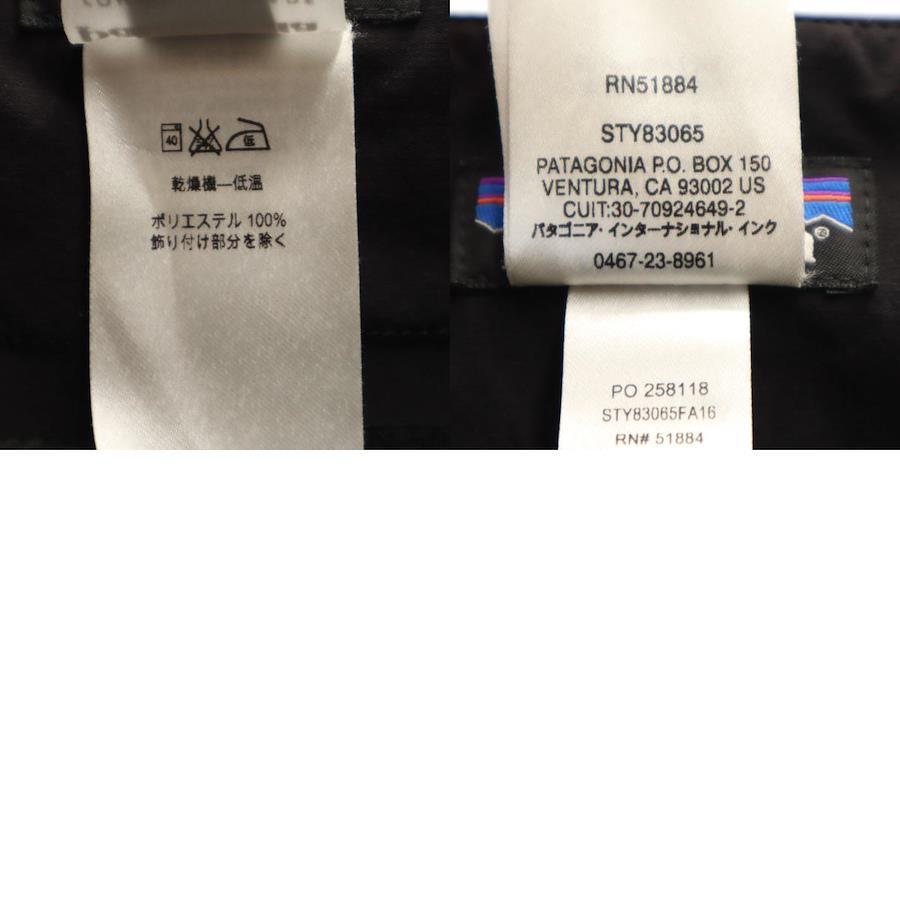 40
低
乾燥機―低温
ポリエステル 100%
飾り付け部分を除く
RN51884
STY83065
PATAGONIA P.O. BOX 150
VENTURA, CA 93002 US
CUIT:30-70924649-2
パタゴニア・インターナショナル・インク
0467-23-8961
PO 258118
STY83065FA16
RN# 51884